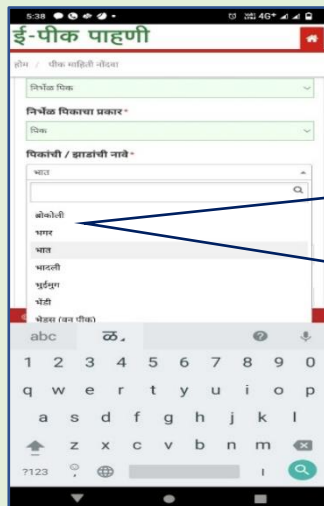 5:38
4G+
ई-पीक पाहणी
होम / पीक माहिती नोंदवा
निर्भेळ पिक
निर्भेळ पिकाचा प्रकार*
पिक
पिकांची / झाडांची नावे*
भात
ब्रोकोली
भगर
भात
भादली
भुईमुग
भेंडी
भेडस (वन पीक)
abc ळ,
1 2 3 4 5 6 7 8 9 0
q w e r t y u i o p
a s d f g h j k l
z x c v b n m
?123 ।